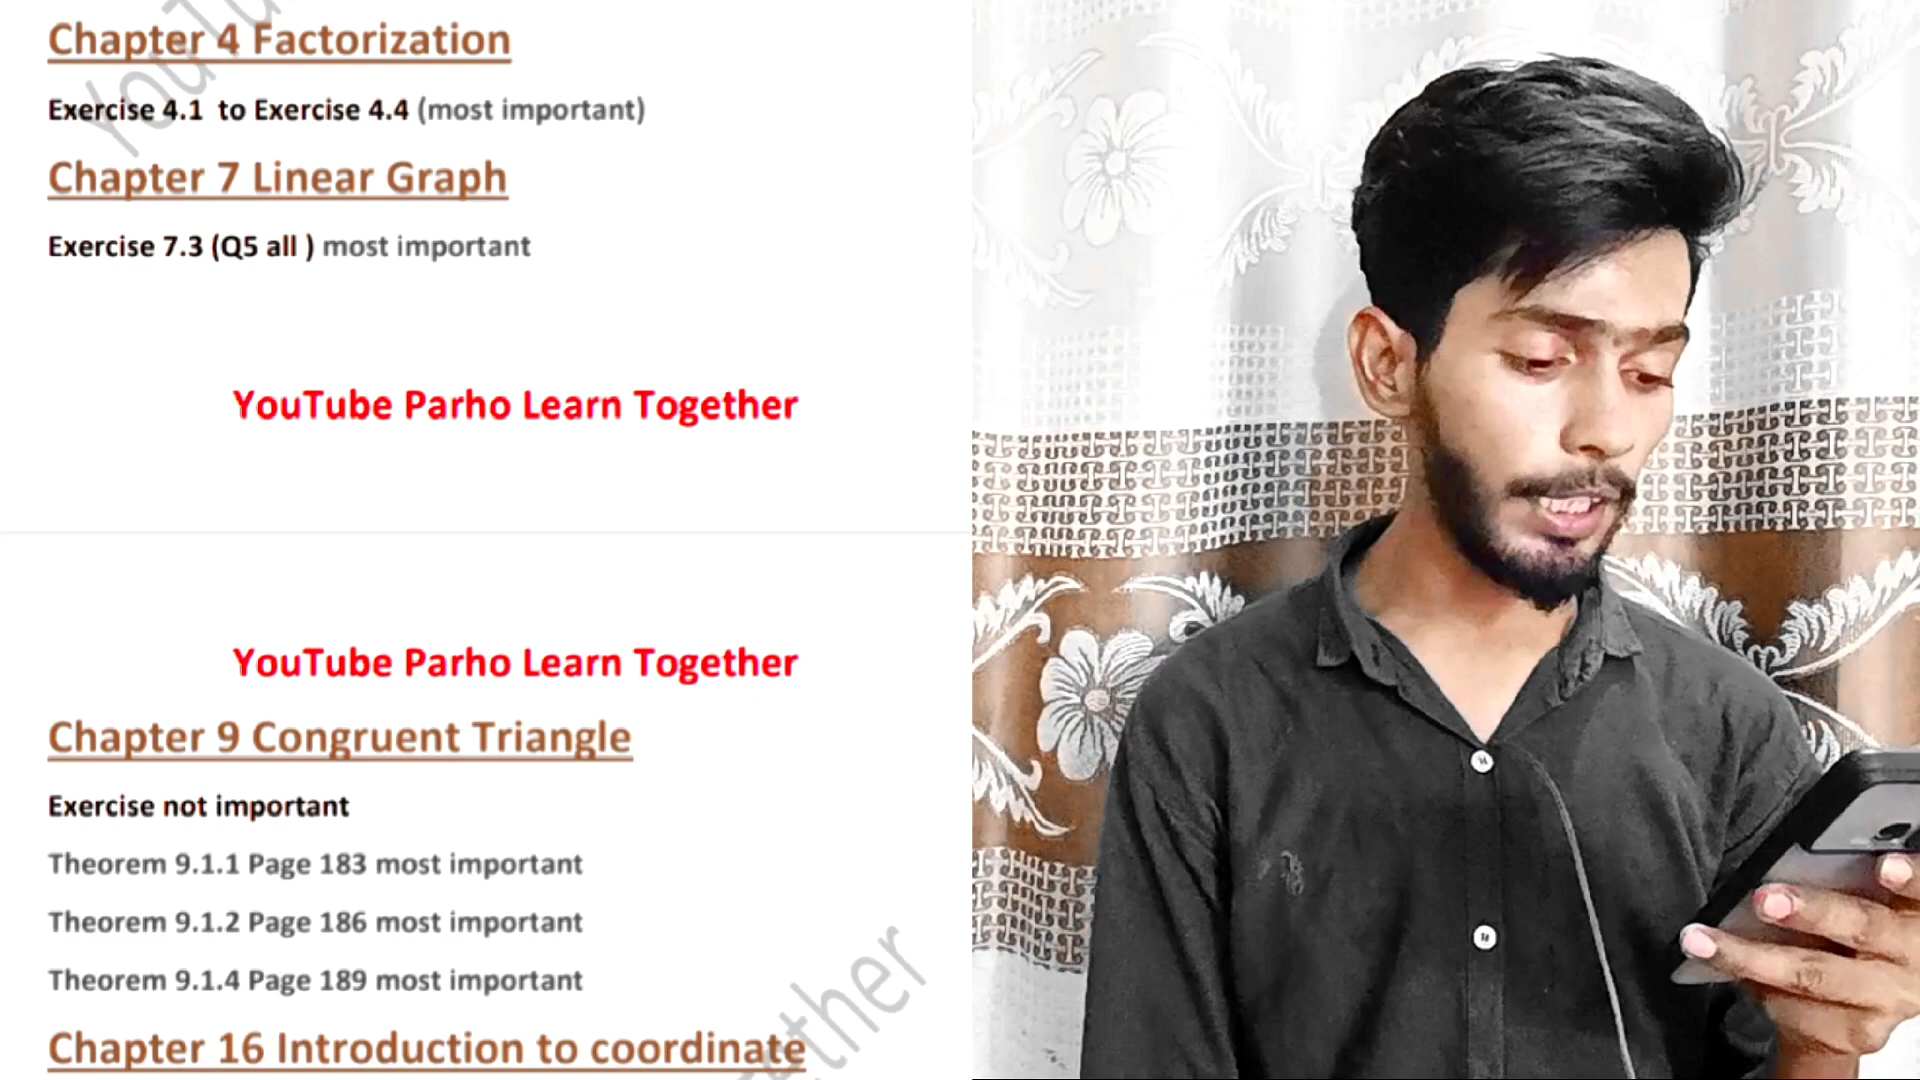 Chapter 4 Factorization
Exercise 4.1 to Exercise 4.4 (most important)
Chapter 7 Linear Graph
Exercise 7.3 (Q5 all ) most important
YouTube Parho Learn Together
YouTube Parho Learn Together
Chapter 9 Congruent Triangle
Exercise not important
Theorem 9.1.1 Page 183 most important
Theorem 9.1.2 Page 186 most important
Theorem 9.1.4 Page 189 most important
Chapter 16 Introduction to coordinate